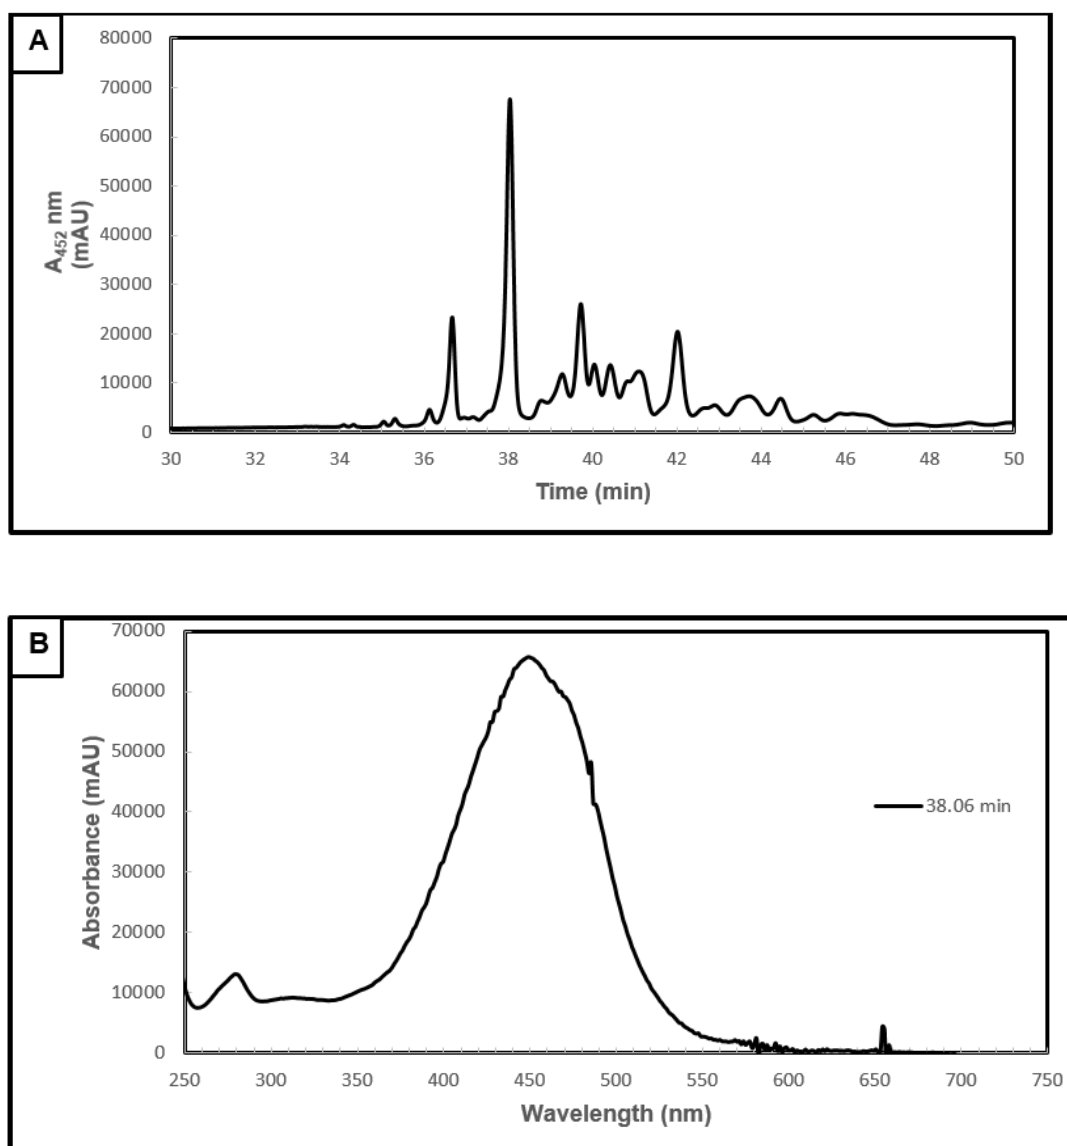 A
80000
70000
60000
50000
40000
30000
20000
10000
0
A452 nm
(mAU)
30 32 34 36 38 40 42 44 46 48 50
Time (min)
B
70000
60000
50000
40000
30000
20000
10000
0
Absorbance (mAU)
38.06 min
250 300 350 400 450 500 550 600 650 700 750
Wavelength (nm)